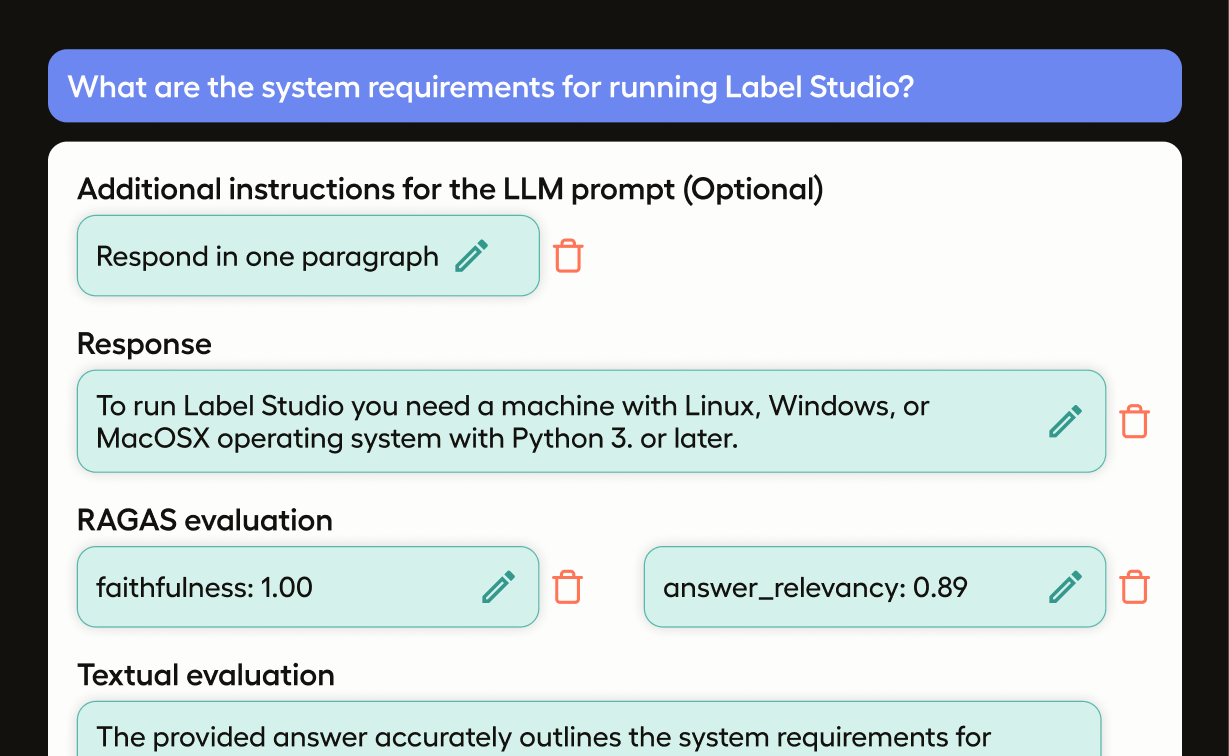 What are the system requirements for running Label Studio?
Additional instructions for the LLM prompt (Optional)
Respond in one paragraph
Response
To run Label Studio you need a machine with Linux, Windows, or
MacOSX operating system with Python 3. or later.
RAGAS evaluation
faithfulness: 1.00
answer_relevancy: 0.89
Textual evaluation
The provided answer accurately outlines the system requirements for